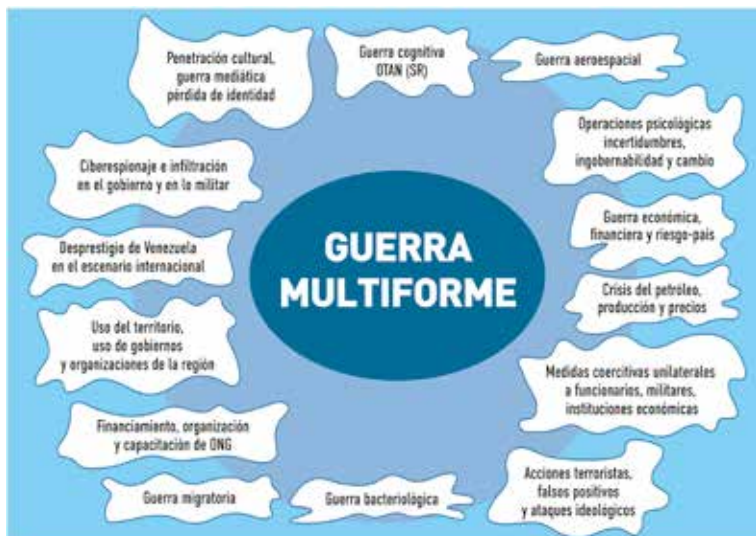 Penetración cultural,
guerra mediática
pérdida de identidad
Guerra cognitiva
OTAN (SR)
Guerra aeroespacial
Operaciones psicológicas
incertidumbres,
ingobernabilidad y cambio
Ciberespionaje e infiltración
en el gobierno y en lo militar
Guerra económica,
financiera y riesgo-país
Desprestigio de Venezuela
en el escenario internacional
GUERRA
MULTIFORME
Crisis del petróleo,
producción y precios
Uso del territorio,
uso de gobiernos
y organizaciones de la región
Medidas coercitivas unilaterales
a funcionarios, militares,
instituciones económicas
Financiamiento, organización
y capacitación de ONG
Acciones terroristas,
falsos positivos
y ataques ideológicos
Guerra migratoria
Guerra bacteriológica